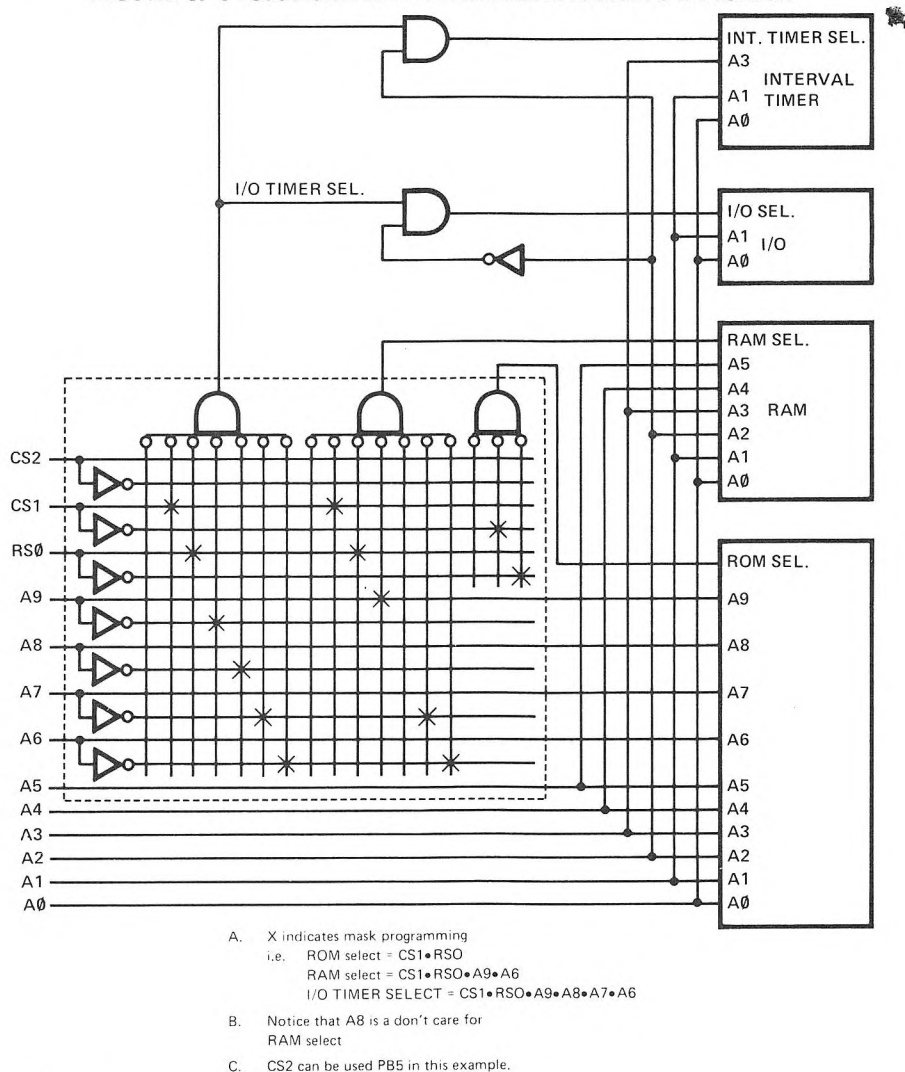 INT. TIMER SEL.
A3
INTERVAL
A1 TIMER
AØ
I/O TIMER SEL.
I/O SEL.
A1 I/O
AØ
RAM SEL.
A5
A4
A3 RAM
A2
A1
AØ
CS2
CS1
RSØ
A9
A8
A7
A6
A5
A4
A3
A2
A1
AØ
ROM SEL.
A9
A8
A7
A6
A5
A4
A3
A2
A1
AØ
A. X indicates mask programming
i.e. ROM select = CS1•RSO
RAM select = CS1•RSO•A9•A6
I/O TIMER SELECT = CS1•RSO•A9•A8•A7•A6
B. Notice that A8 is a don't care for
RAM select
C. CS2 can be used PB5 in this example.